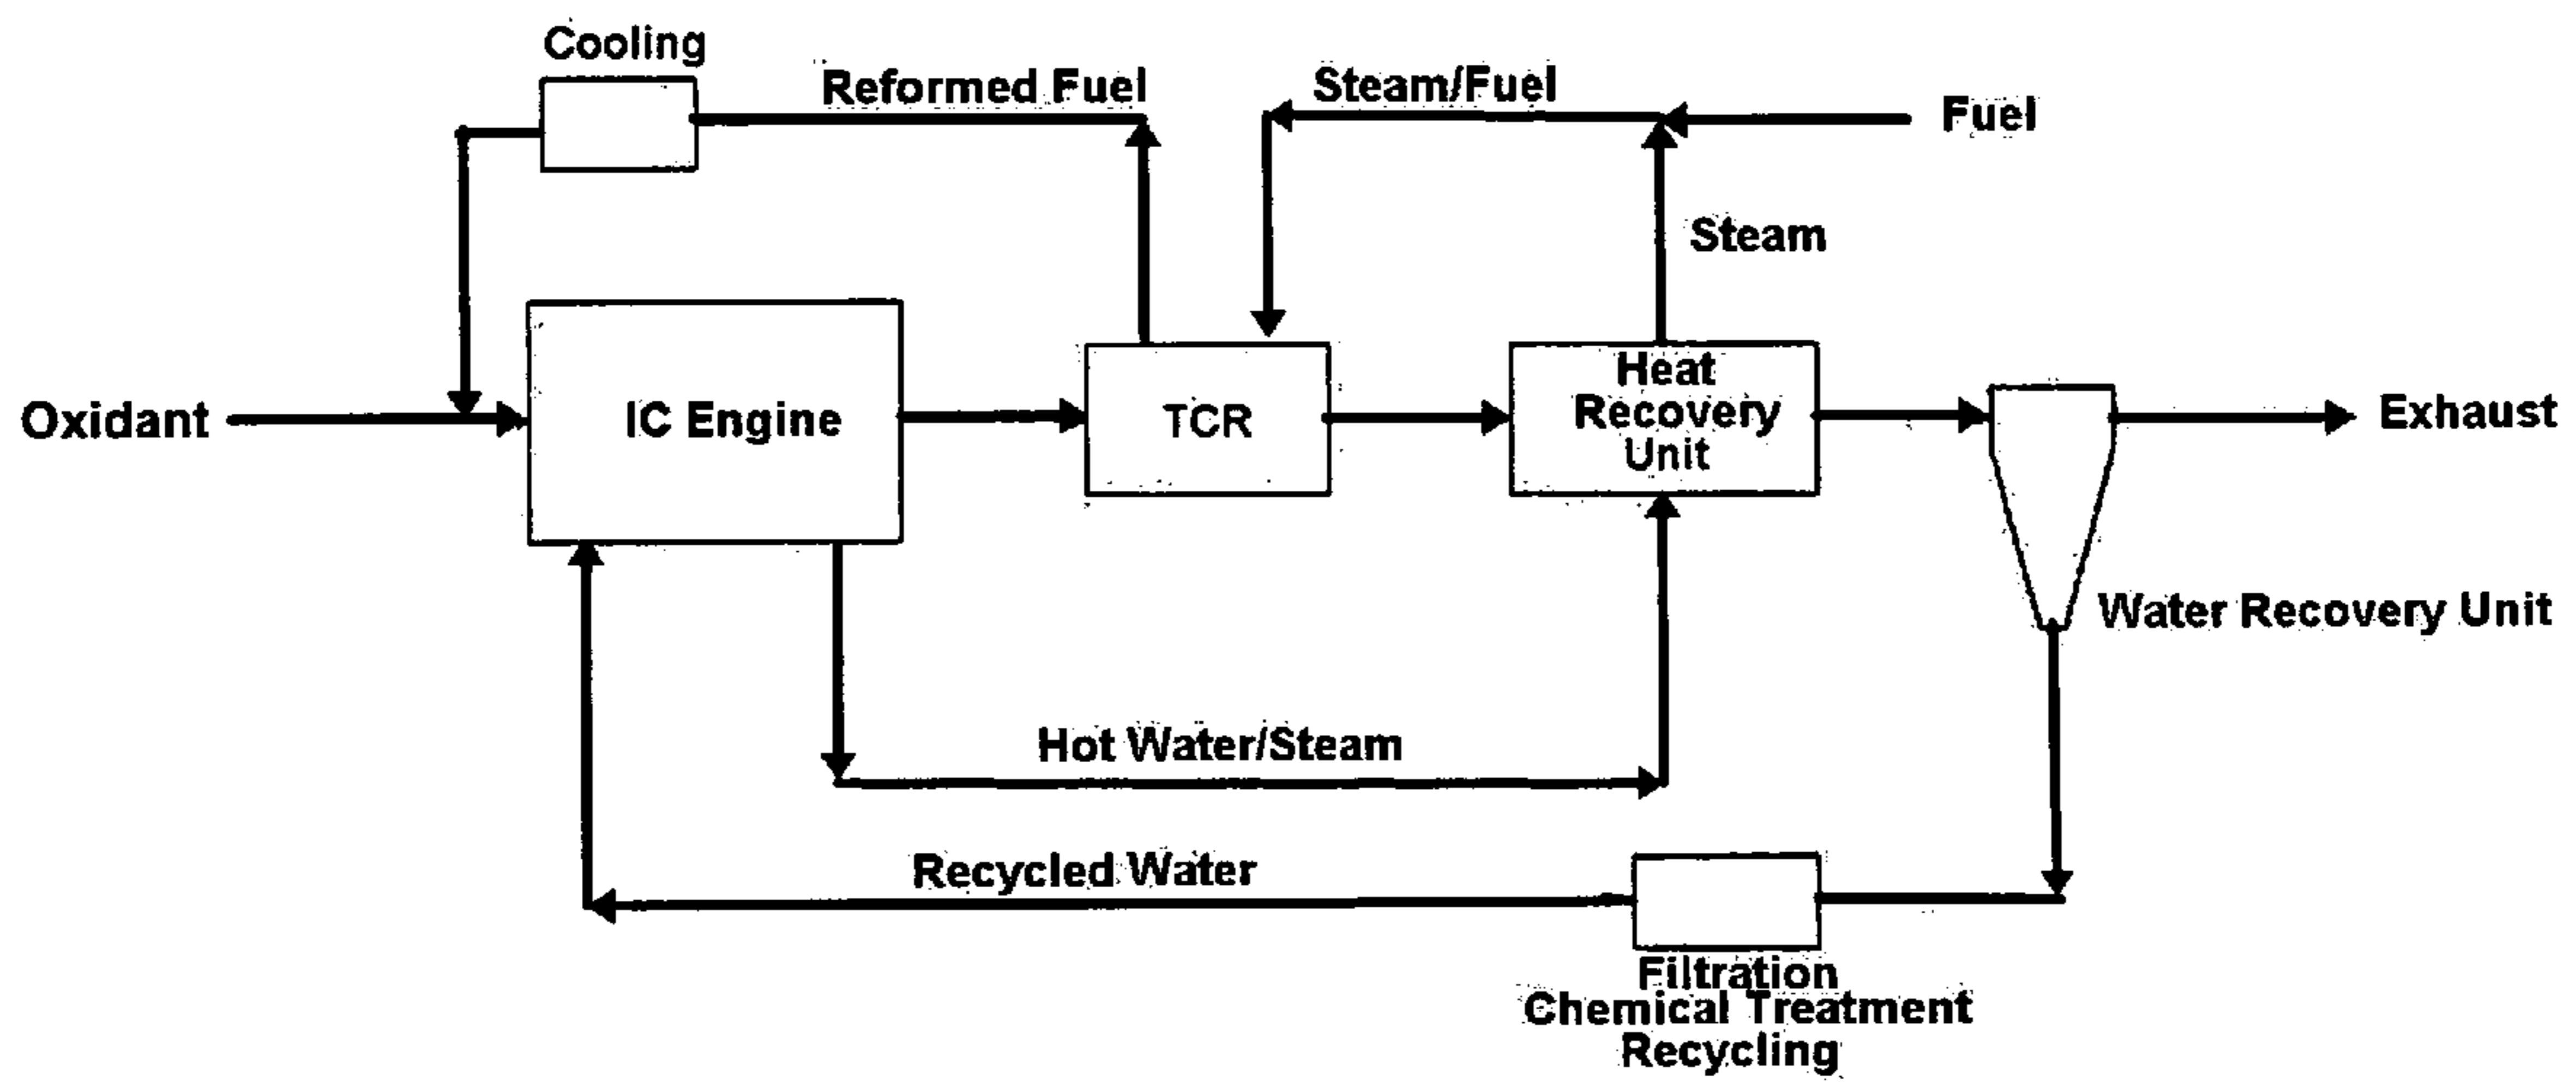 Cooling
Reformed Fuel
Steam/Fuel
Fuel
Steam
Oxidant
IC Engine
TCR
Heat
Recovery
Unit
Exhaust
Water Recovery Unit
Hot Water/Steam
Recycled Water
Filtration
Chemical Treatment
Recycling